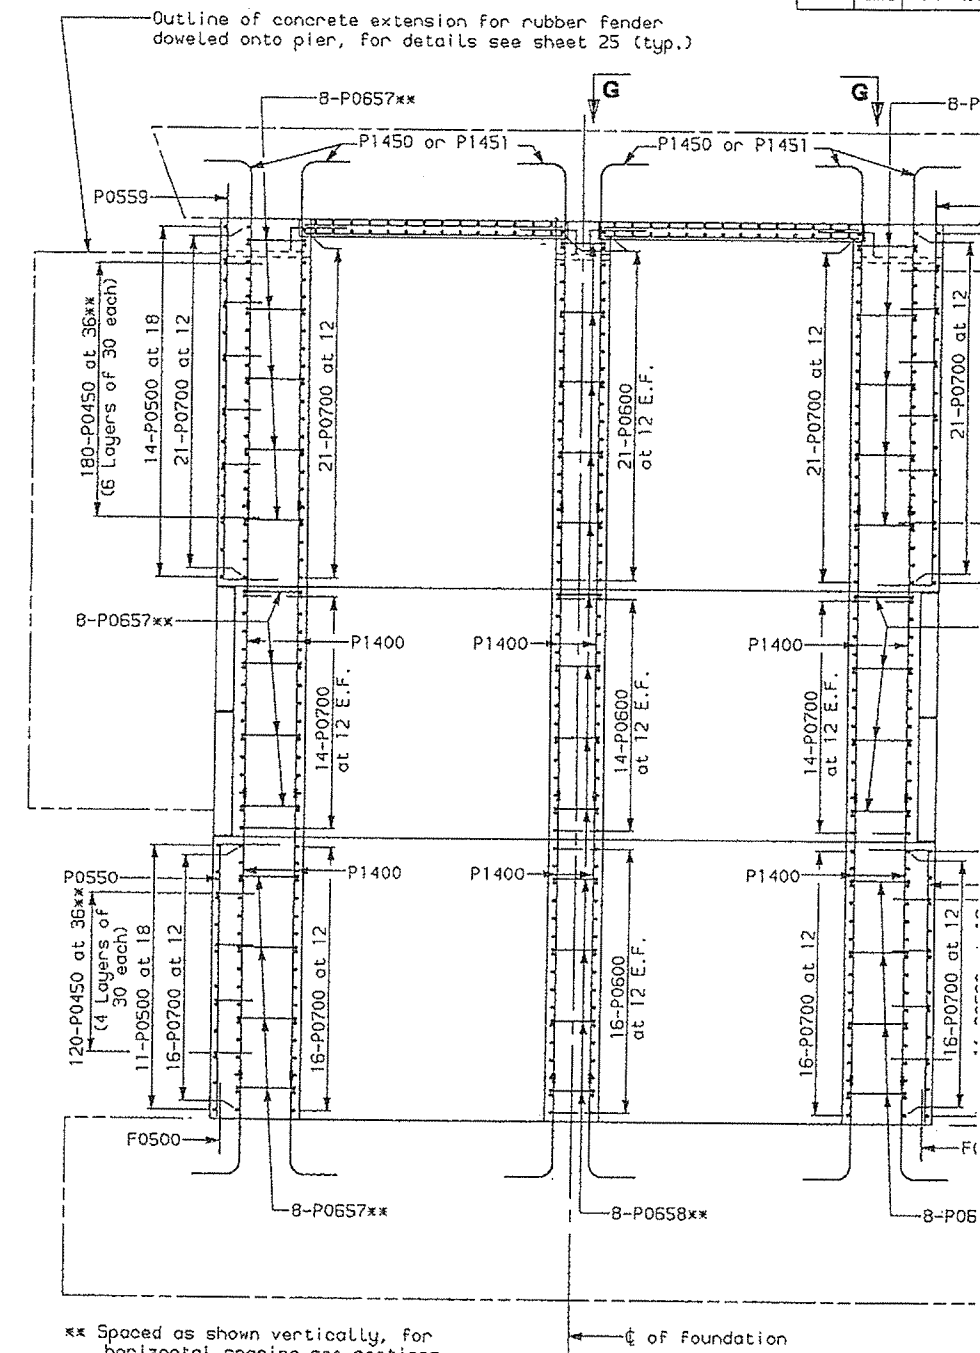 Outline of concrete extension for rubber fender
doweled onto pier, for details see sheet 25 (typ.)
G
G
8-P0657**
8-P
P1450 or P1451
P1450 or P1451
P0559
180-P0450 at 36**
(6 Layers of 30 each)
14-P0500 at 18
21-P0700 at 12
21-P0700 at 12
21-P0600
at 12 E.F.
21-P0700 at 12
21-P0700 at 12
8-P0657**
P1400
P1400
P1400
14-P0700
at 12 E.F.
14-P0600
at 12 E.F.
14-P0700
at 12 E.F.
P0550
P1400
P1400
P1400
120-P0450 at 36**
(4 Layers of
30 each)
11-P0500 at 18
16-P0700 at 12
16-P0700 at 12
16-P0600
at 12 E.F.
16-P0700 at 12
16-P0700 at 12
F0500
8-P0657**
8-P0658**
8-P06
** Spaced as shown vertically, for
℄ of foundation